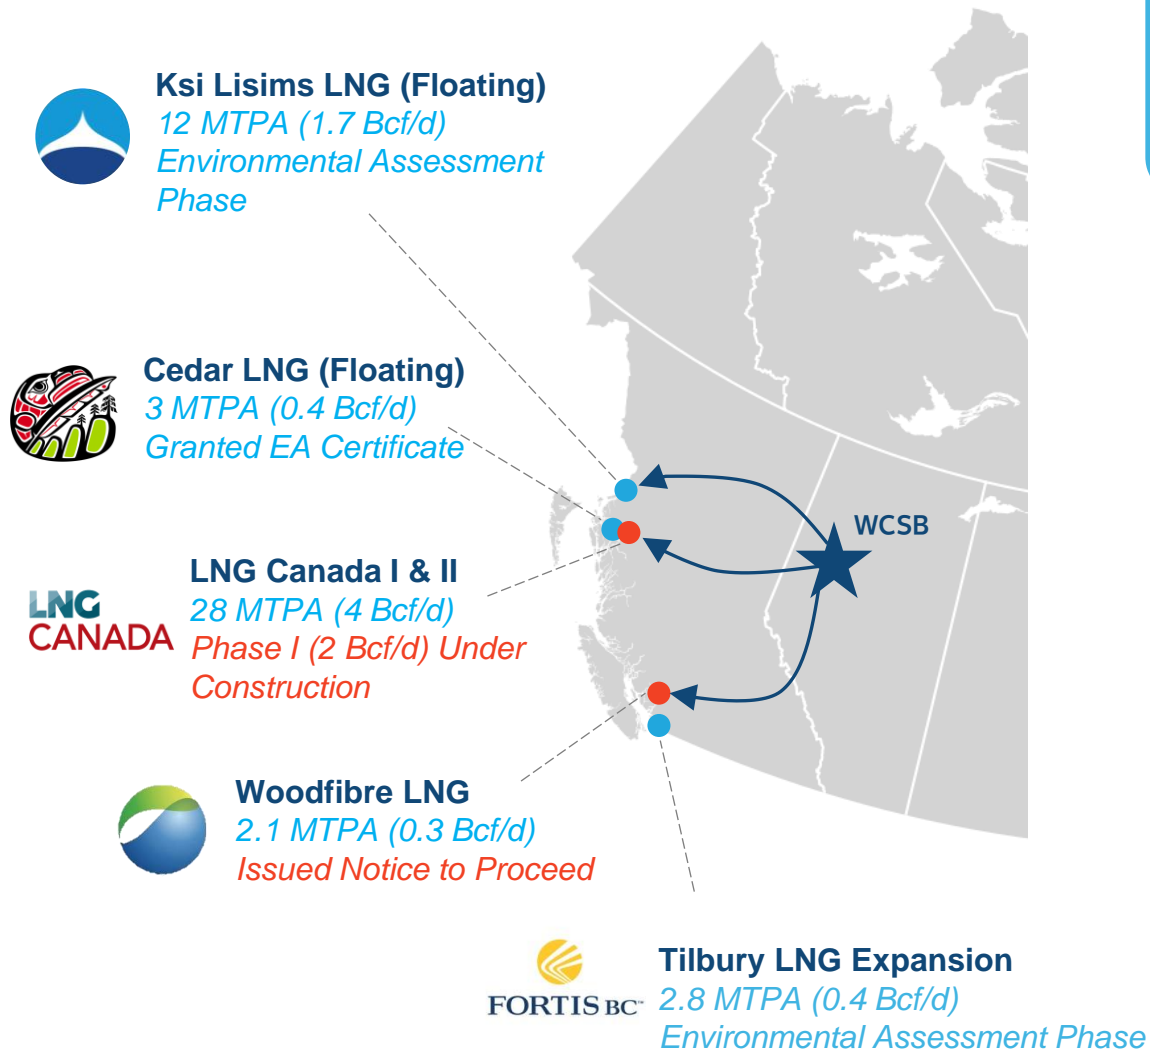 Ksi Lisims LNG (Floating)
12 MTPA (1.7 Bcf/d)
Environmental Assessment
Phase
Cedar LNG (Floating)
3 MTPA (0.4 Bcf/d)
Granted EA Certificate
WCSB
LNG Canada I & II
28 MTPA (4 Bcf/d)
Phase I (2 Bcf/d) Under
Construction
LNG
CANADA
Woodfibre LNG
2.1 MTPA (0.3 Bcf/d)
Issued Notice to Proceed
Tilbury LNG Expansion
2.8 MTPA (0.4 Bcf/d)
Environmental Assessment Phase
FORTIS BC™